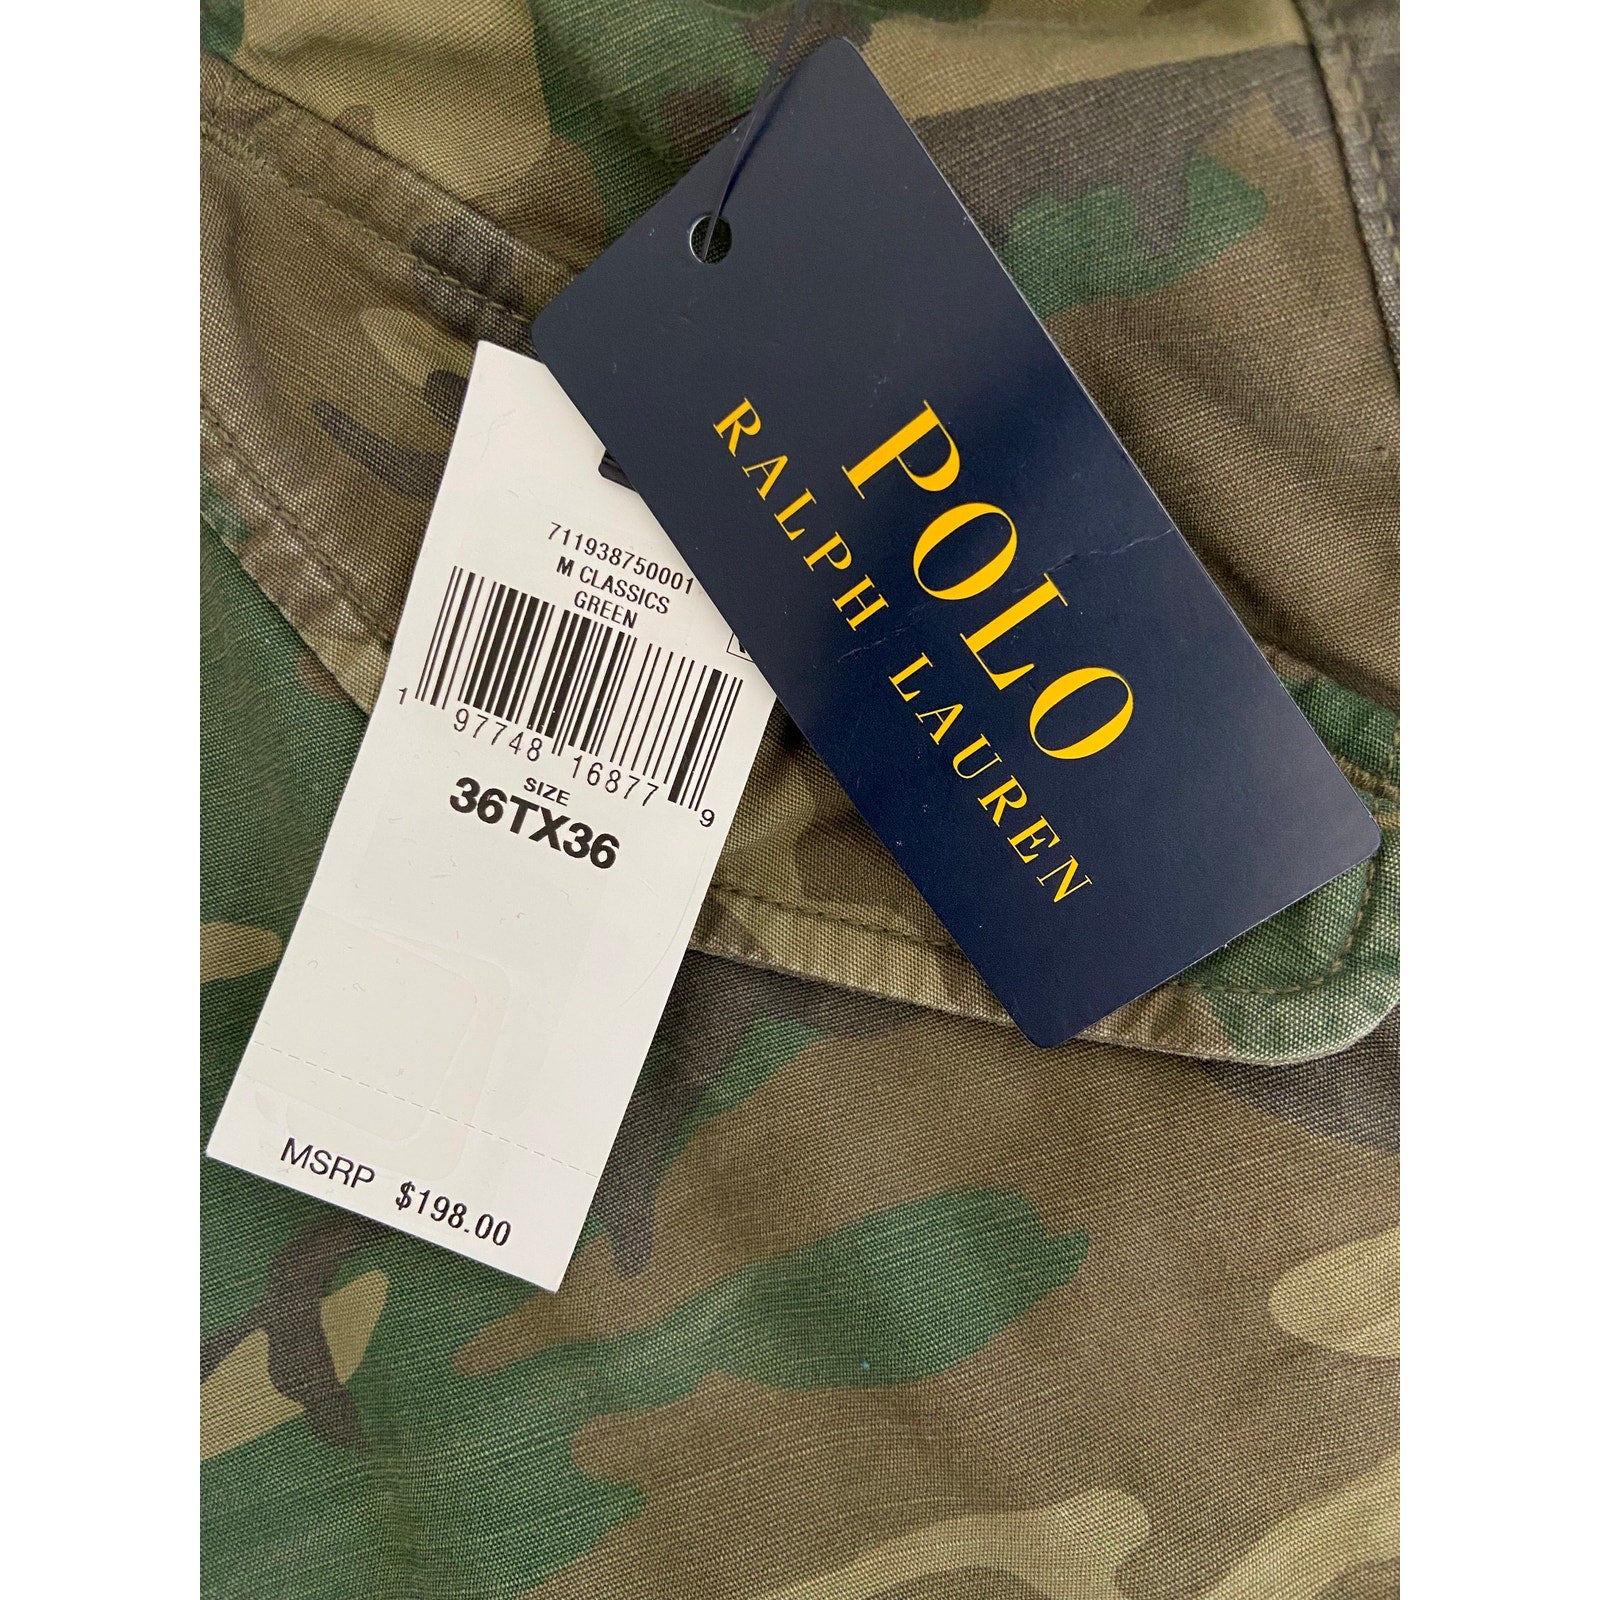 POLO
RALPH LAUREN
711938750001
M CLASSICS
GREEN
1 97748 16877 9
SIZE
36TX36
MSRP $198.00